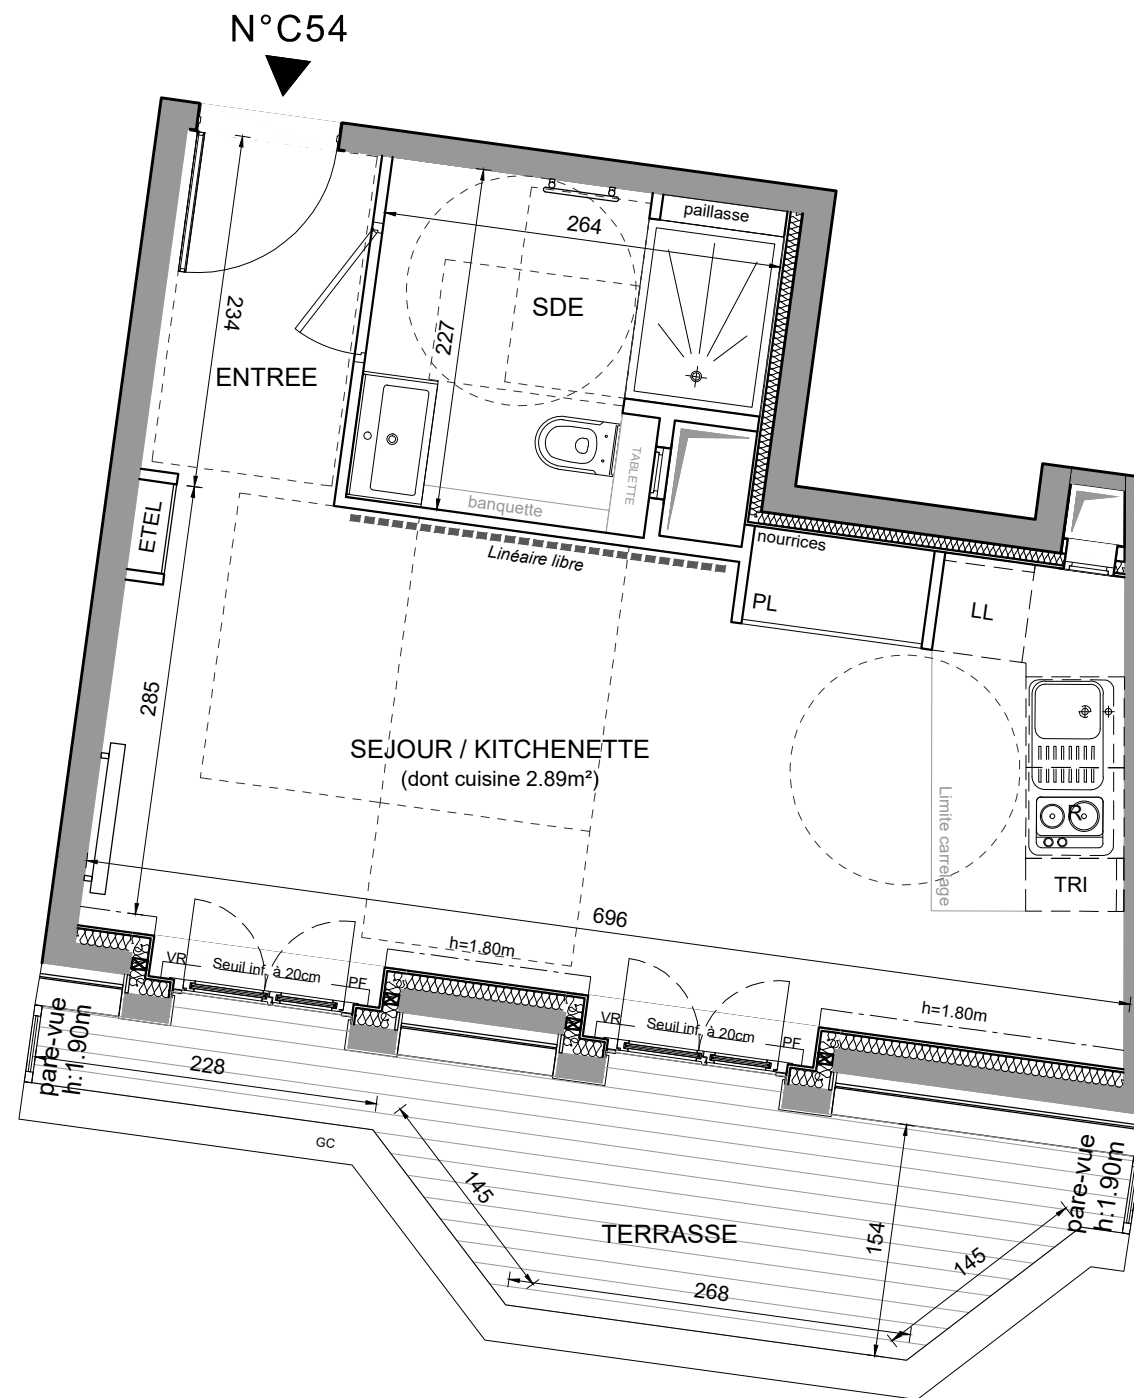 N°C54
paillasse
264
SDE
234
227
ENTREE
TABLETTE
banquette
ETEL
Linéaire libre
nourrices
PL
LL
285
SEJOUR / KITCHENETTE
(dont cuisine 2.89m²)
Limite carrelage
R
TRI
696
h=1.80m
VR
Seuil inf. à 20cm
PF
h=1.80m
VR
Seuil inf. à 20cm
PF
pare-vue
h:1.90m
228
GC
145
TERRASSE
154
145
268
pare-vue
h:1.90m